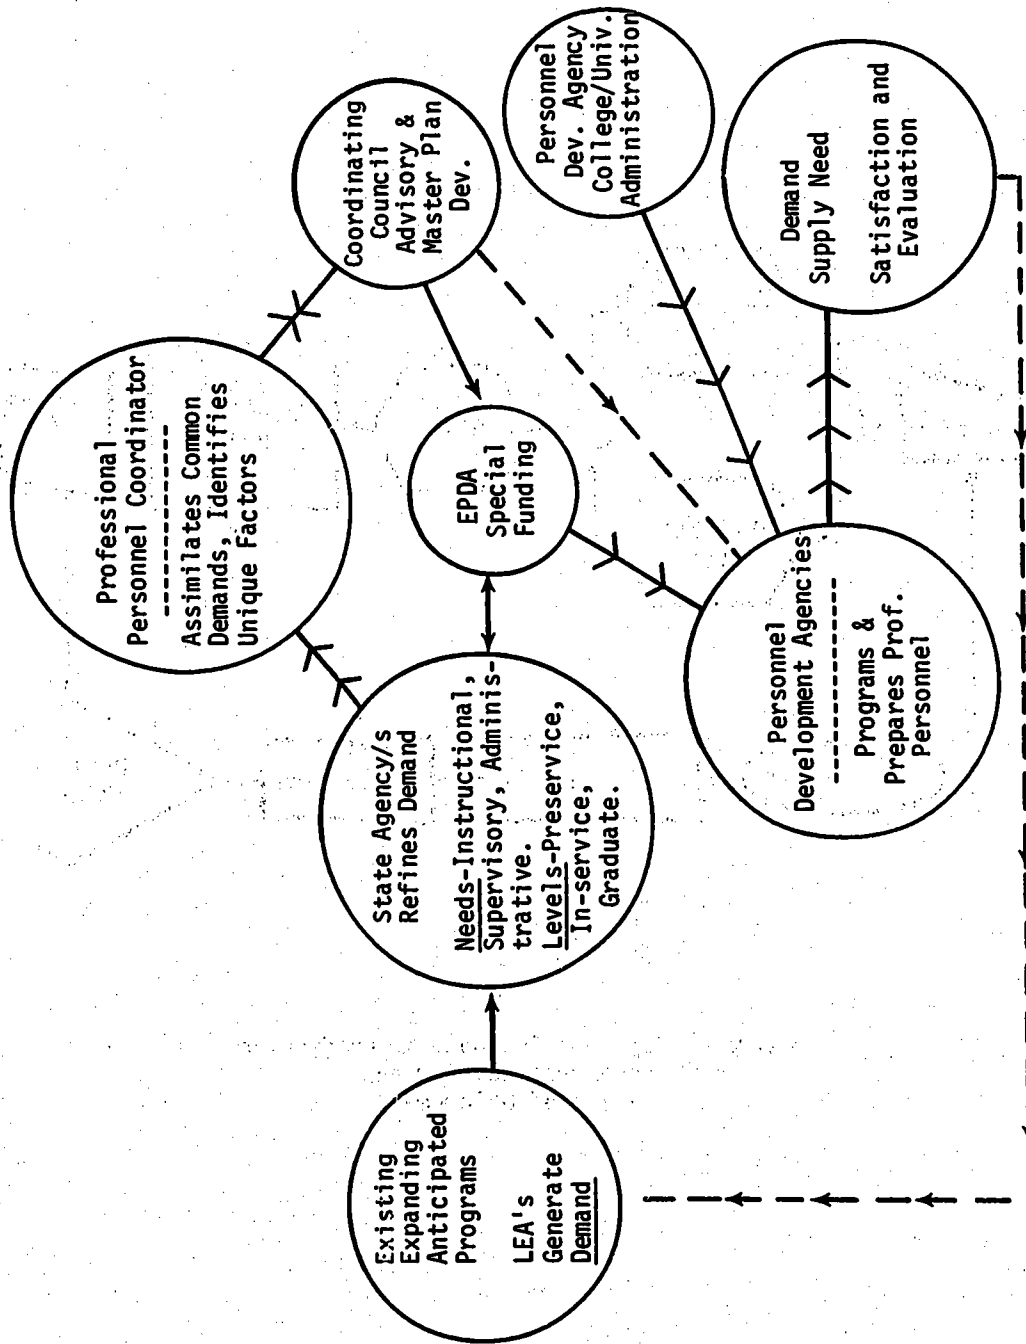 Existing
Expanding
Anticipated
Programs
LEA's
Generate
Demand
State Agency/s
Refines Demand
Needs-Instructional,
Supervisory, Adminis-
trative.
Levels-Preservice,
In-service,
Graduate.
Professional
Personnel Coordinator
------------
Assimilates Common
Demands, Identifies
Unique Factors
EPDA
Special
Funding
Coordinating
Council
Advisory &
Master Plan
Dev.
Personnel
Development Agencies
------------
Programs &
Prepares Prof.
Personnel
Personnel
Dev. Agency
College/Univ.
Administration
Demand
Supply Need
Satisfaction and
Evaluation